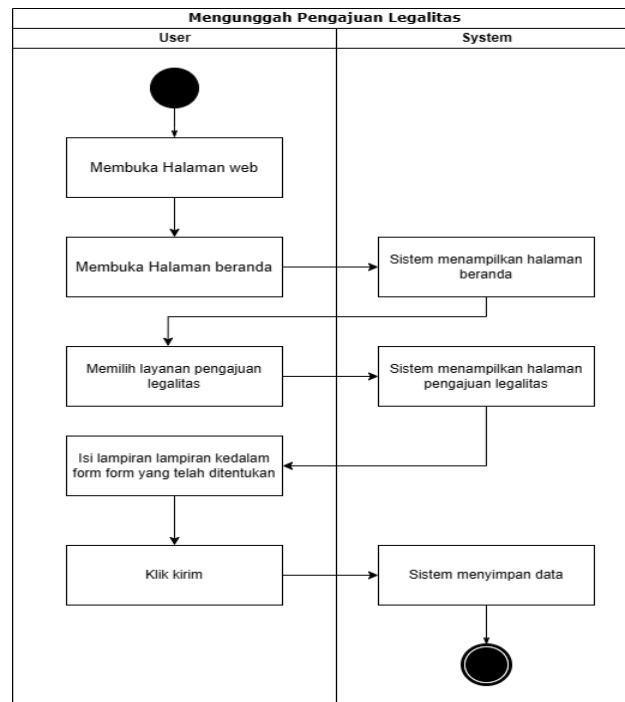 Mengunggah Pengajuan Legalitas
User
System
Membuka Halaman web
Membuka Halaman beranda
Sistem menampilkan halaman
beranda
Memilih layanan pengajuan
legalitas
Sistem menampilkan halaman
pengajuan legalitas
Isi lampiran lampiran kedalam
form form yang telah ditentukan
Klik kirim
Sistem menyimpan data